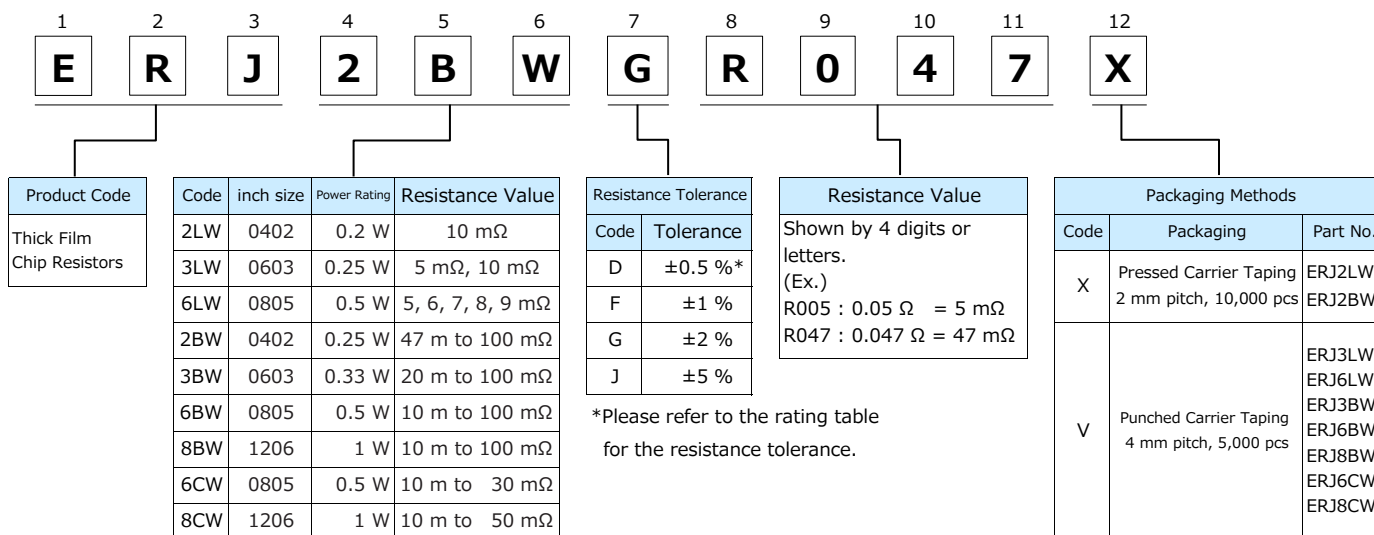 1 2 3 4 5 6 7 8 9 10 11 12
E R J 2 B W G R 0 4 7 X
Product Code
Thick Film
Chip Resistors
Code inch size Power Rating Resistance Value
2LW 0402 0.2 W 10 mΩ
3LW 0603 0.25 W 5 mΩ, 10 mΩ
6LW 0805 0.5 W 5, 6, 7, 8, 9 mΩ
2BW 0402 0.25 W 47 m to 100 mΩ
3BW 0603 0.33 W 20 m to 100 mΩ
6BW 0805 0.5 W 10 m to 100 mΩ
8BW 1206 1 W 10 m to 100 mΩ
6CW 0805 0.5 W 10 m to 30 mΩ
8CW 1206 1 W 10 m to 50 mΩ
Resistance Tolerance
Code Tolerance
D ±0.5 %*
F ±1 %
G ±2 %
J ±5 %
*Please refer to the rating table
for the resistance tolerance.
Resistance Value
Shown by 4 digits or
letters.
(Ex.)
R005 : 0.05 Ω = 5 mΩ
R047 : 0.047 Ω = 47 mΩ
Packaging Methods
Code Packaging Part No.
X Pressed Carrier Taping ERJ2LW
2 mm pitch, 10,000 pcs ERJ2BW
ERJ3LW
ERJ6LW
ERJ3BW
V Punched Carrier Taping ERJ6BW
4 mm pitch, 5,000 pcs ERJ8BW
ERJ6CW
ERJ8CW